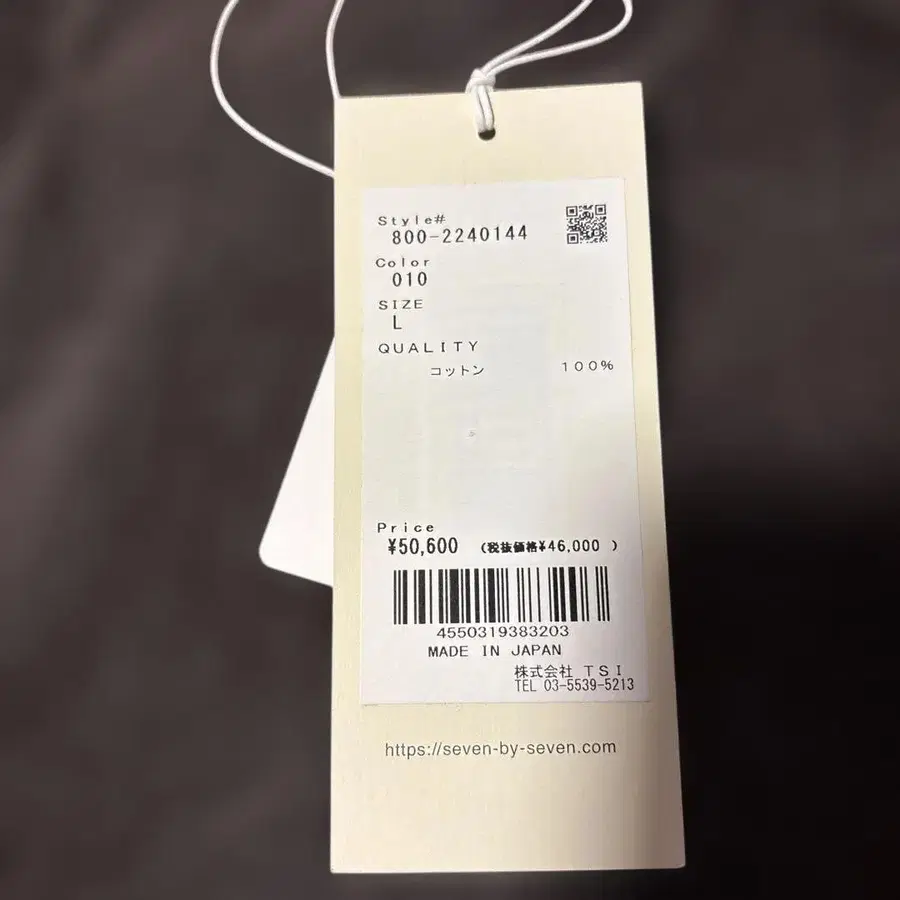 Style#
800-2240144
Color
010
SIZE
L
QUALITY
コットン 100%
Price
¥50,600 (税抜価格¥46,000 )
4550319383203
MADE IN JAPAN
株式会社 TSI
TEL 03-5539-5213
https://seven-by-seven.com